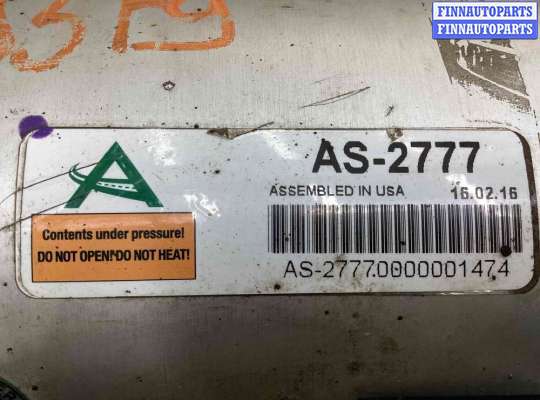 FINNAUTOPARTS
FINNAUTOPARTS
AS-2777
ASSEMBLED IN USA 16.02.16
Contents under pressure!
DO NOT OPEN!DO NOT HEAT!
AS-2777.0000001474